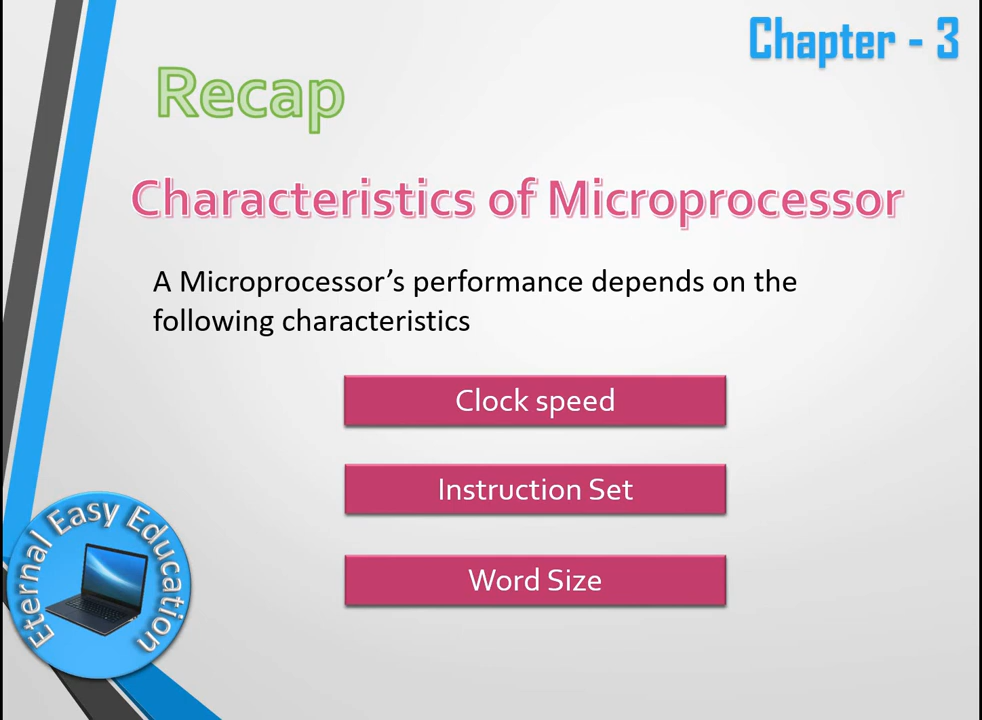 Chapter - 3
Recap
Characteristics of Microprocessor
A Microprocessor’s performance depends on the
following characteristics
Clock speed
Instruction Set
Word Size
Eternal Easy Education